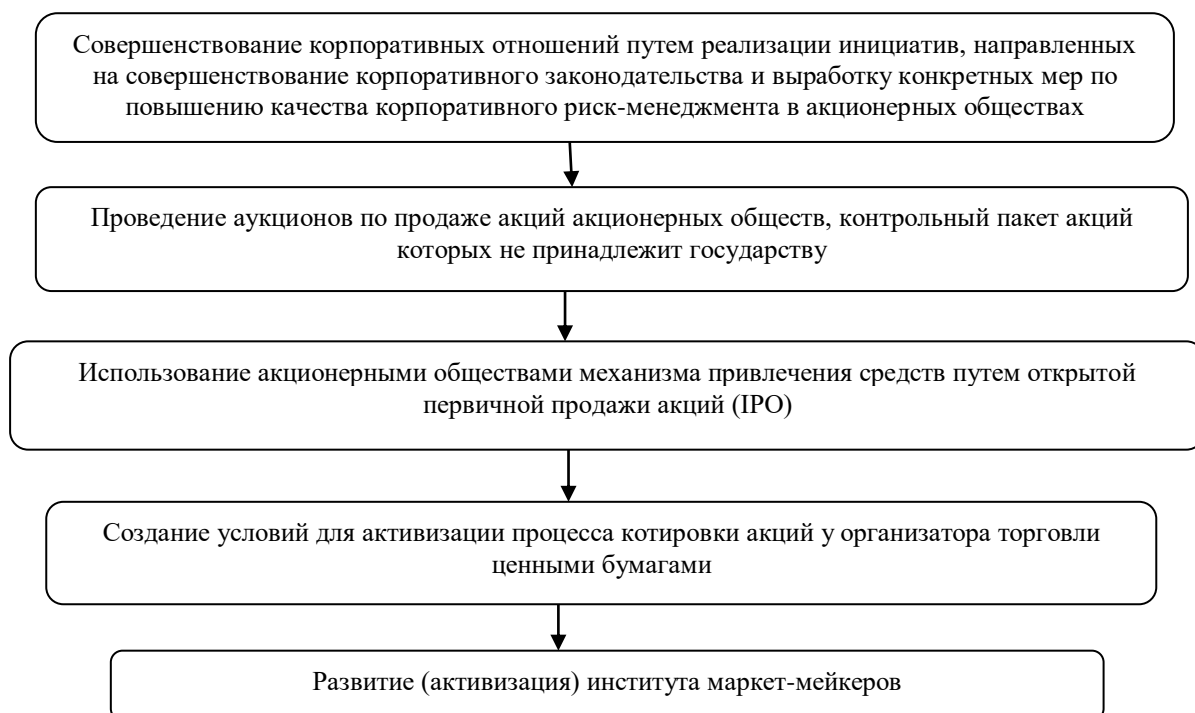 Совершенствование корпоративных отношений путем реализации инициатив, направленных
на совершенствование корпоративного законодательства и выработку конкретных мер по
повышению качества корпоративного риск-менеджмента в акционерных обществах
Проведение аукционов по продаже акций акционерных обществ, контрольный пакет акций
которых не принадлежит государству
Использование акционерными обществами механизма привлечения средств путем открытой
первичной продажи акций (IPO)
Создание условий для активизации процесса котировки акций у организатора торговли
ценными бумагами
Развитие (активизация) института маркет-мейкеров